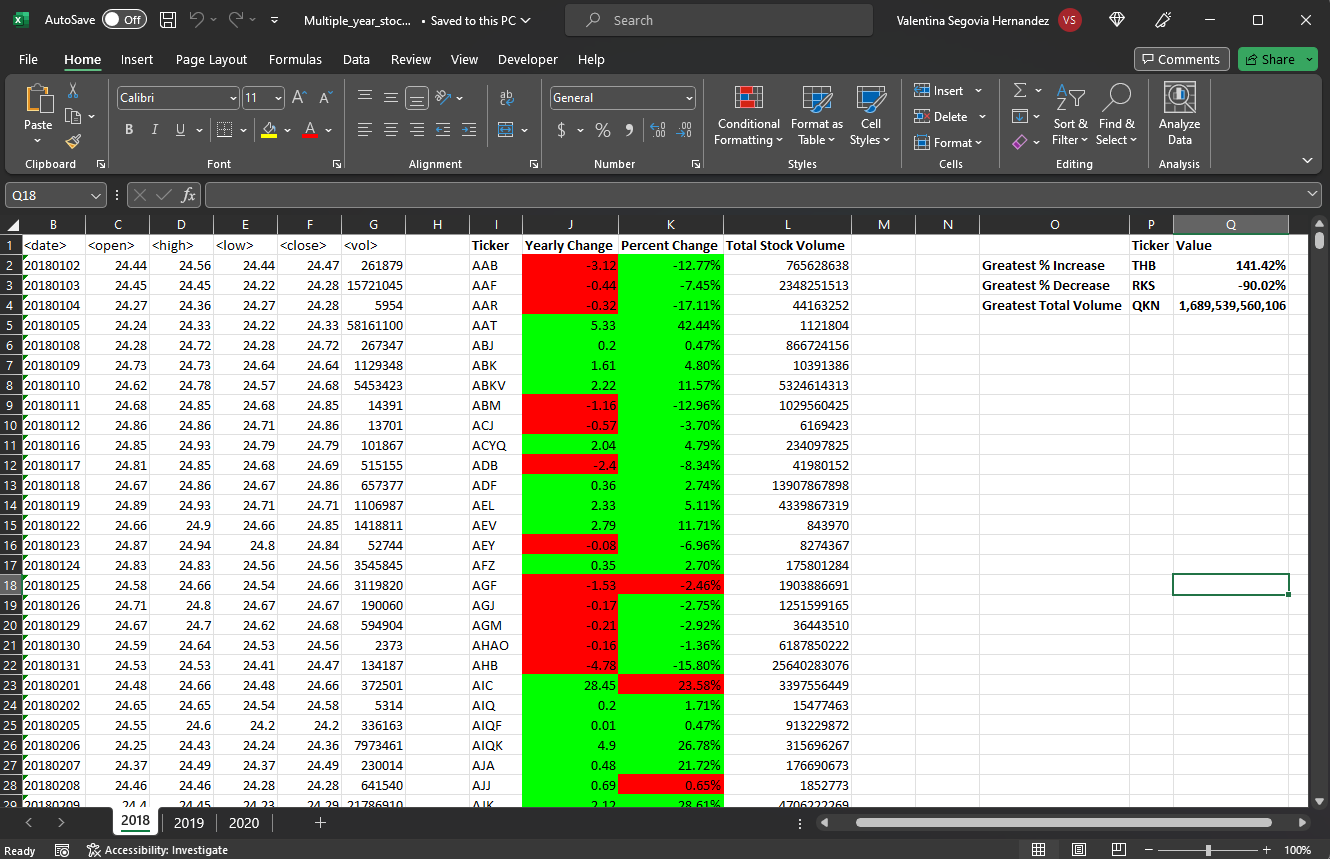 AutoSave Off Multiple_year_stoc... • Saved to this PC Search Valentina Segovia Hernandez VS
File Home Insert Page Layout Formulas Data Review View Developer Help Comments Share
Paste Calibri 11 A A ab c General Conditional Formatting Format as Table Cell Styles Insert Delete Format Sort & Filter Find & Select Analyze Data
B I U A $ % 9
Clipboard Font Alignment Number Styles Cells Editing Analysis
Q18 fx
B C D E F G H I J K L M N O P Q
1 <date> <open> <high> <low> <close> <vol> Ticker Yearly Change Percent Change Total Stock Volume Ticker Value
2 20180102 24.44 24.56 24.44 24.47 261879 AAB -3.12 -12.77% 765628638 Greatest % Increase THB 141.42%
3 20180103 24.45 24.45 24.22 24.28 15721045 AAF -0.44 -7.45% 2348251513 Greatest % Decrease RKS -90.02%
4 20180104 24.27 24.36 24.27 24.28 5954 AAR -0.32 -17.11% 44163252 Greatest Total Volume QKN 1,689,539,560,106
5 20180105 24.24 24.33 24.22 24.33 58161100 AAT 5.33 42.44% 1121804
6 20180108 24.28 24.72 24.28 24.72 267347 ABJ 0.2 0.47% 866724156
7 20180109 24.73 24.73 24.64 24.64 1129348 ABK 1.61 4.80% 10391386
8 20180110 24.62 24.78 24.57 24.68 5453423 ABKV 2.22 11.57% 5324614313
9 20180111 24.68 24.85 24.68 24.85 14391 ABM -1.16 -12.96% 1029560425
10 20180112 24.86 24.86 24.71 24.86 13701 ACJ -0.57 -3.70% 6169423
11 20180116 24.85 24.93 24.79 24.79 101867 ACYQ 2.04 4.79% 234097825
12 20180117 24.81 24.85 24.68 24.69 515155 ADB -2.4 -8.34% 41980152
13 20180118 24.67 24.86 24.67 24.86 657377 ADF 0.36 2.74% 13907867898
14 20180119 24.89 24.93 24.71 24.71 1106987 AEL 2.33 5.11% 4339867319
15 20180122 24.66 24.9 24.66 24.85 1418811 AEV 2.79 11.71% 843970
16 20180123 24.87 24.94 24.8 24.84 52744 AEY -0.08 -6.96% 8274367
17 20180124 24.83 24.83 24.56 24.56 3545845 AFZ 0.35 2.70% 175801284
18 20180125 24.58 24.66 24.54 24.66 3119820 AGF -1.53 -2.46% 1903886691
19 20180126 24.71 24.8 24.67 24.67 190060 AGJ -0.17 -2.75% 1251599165
20 20180129 24.67 24.7 24.62 24.68 594904 AGM -0.21 -2.92% 36443510
21 20180130 24.59 24.64 24.53 24.56 2373 AHAO -0.16 -1.36% 6187850222
22 20180131 24.53 24.53 24.41 24.47 134187 AHB -4.78 -15.80% 25640283076
23 20180201 24.48 24.66 24.48 24.66 372501 AIC 28.45 23.58% 3397556449
24 20180202 24.65 24.65 24.54 24.58 5314 AIQ 0.2 1.71% 15477463
25 20180205 24.55 24.6 24.2 24.2 336163 AIQF 0.01 0.47% 913229872
26 20180206 24.25 24.43 24.24 24.36 7973461 AIQK 4.9 26.78% 315696267
27 20180207 24.37 24.49 24.37 24.49 230014 AJA 0.48 21.72% 176690673
28 20180208 24.46 24.46 24.28 24.28 641540 AJJ 0.69 0.65% 1852773
29 20180209 24.4 24.45 24.23 24.29 21786910 AJK 2.12 28.61% 4706222269
2018 2019 2020 +
Ready Accessibility: Investigate − + 100%